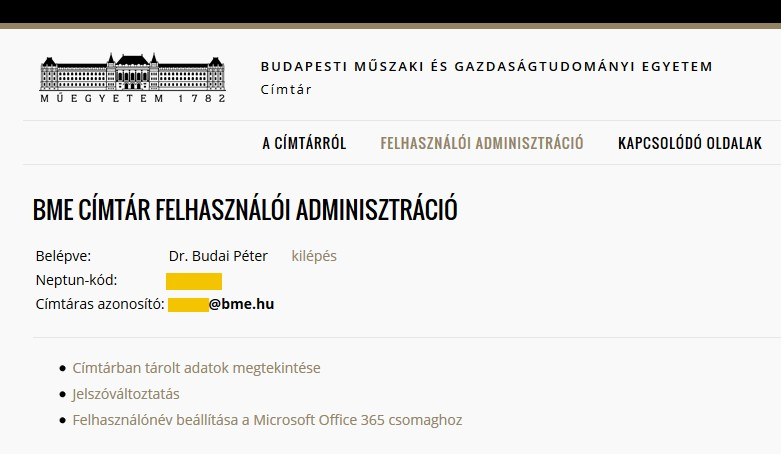 BUDAPESTI MŰSZAKI ÉS GAZDASÁGTUDOMÁNYI EGYETEM
Címtár
MŰEGYETEM 1782
A CÍMTÁRRÓL FELHASZNÁLÓI ADMINISZTRÁCIÓ KAPCSOLÓDÓ OLDALAK
BME CÍMTÁR FELHASZNÁLÓI ADMINISZTRÁCIÓ
Belépve: Dr. Budai Péter kilépés
Neptun-kód:
Címtáras azonosító: @bme.hu
Címtárban tárolt adatok megtekintése
Jelszóváltoztatás
Felhasználónév beállítása a Microsoft Office 365 csomaghoz